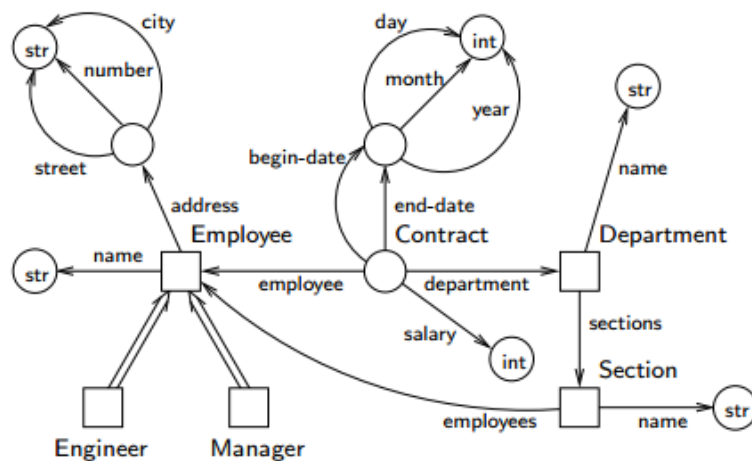 city
day
str
int
number
month
str
year
street
begin-date
name
address
end-date
Employee
Contract
Department
name
str
employee
department
sections
salary
int
Section
employees
name
str
Engineer
Manager